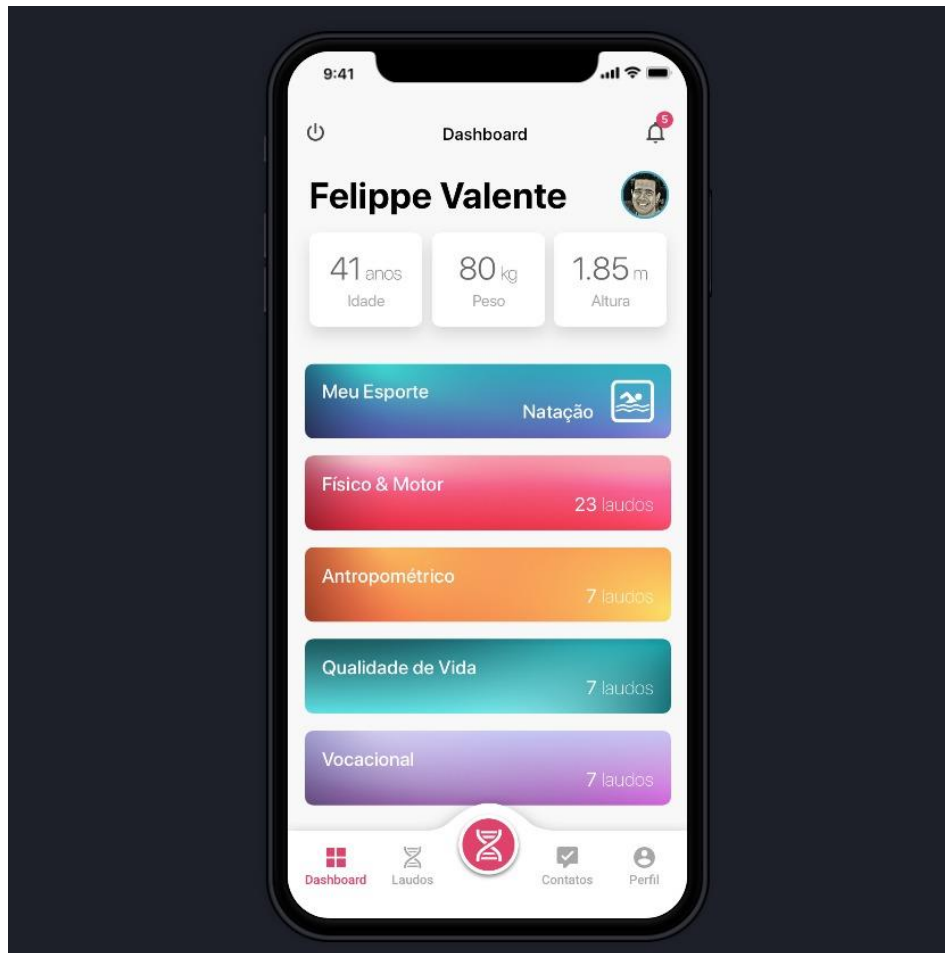 9:41
Dashboard
5
Felippe Valente
41 anos
Idade
80 kg
Peso
1.85 m
Altura
Meu Esporte
Natação
Físico & Motor
23 laudos
Antropométrico
7 laudos
Qualidade de Vida
7 laudos
Vocacional
7 laudos
Dashboard
Laudos
Contatos
Perfil